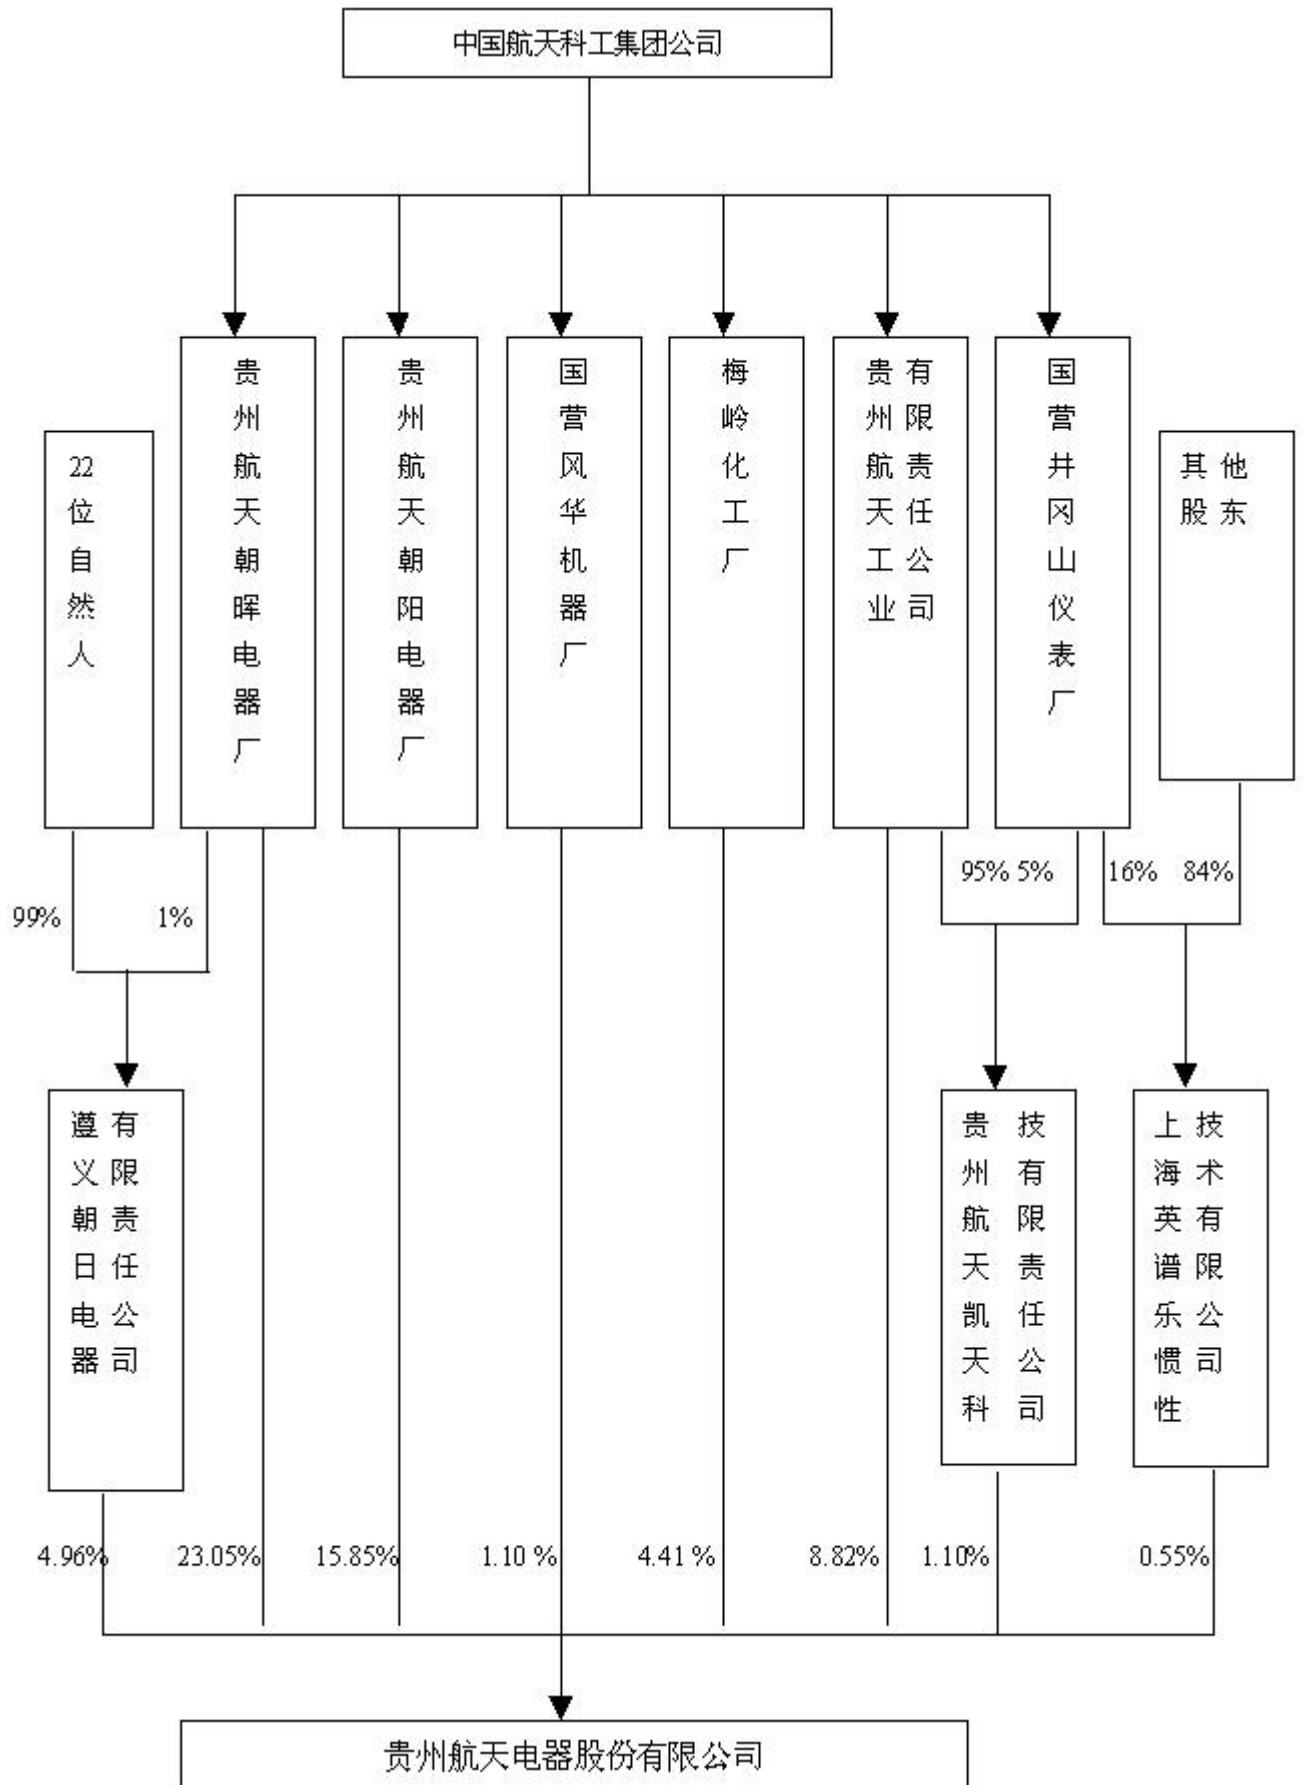 中国航天科工集团公司
22位自然人
贵州航天朝晖电器厂
贵州航天朝阳电器厂
国营风华机器厂
梅岭化工厂
贵州航天工业
有限责任公司
国营井冈山仪表厂
其他
股东
99%
1%
95%
5%
16%
84%
遵义朝日电器
有限责任公司
贵州航天凯天科
技有限责任公司
上海英谱乐惯性
技术有限公司
4.96%
23.05%
15.85%
1.10 %
4.41 %
8.82%
1.10%
0.55%
贵州航天电器股份有限公司